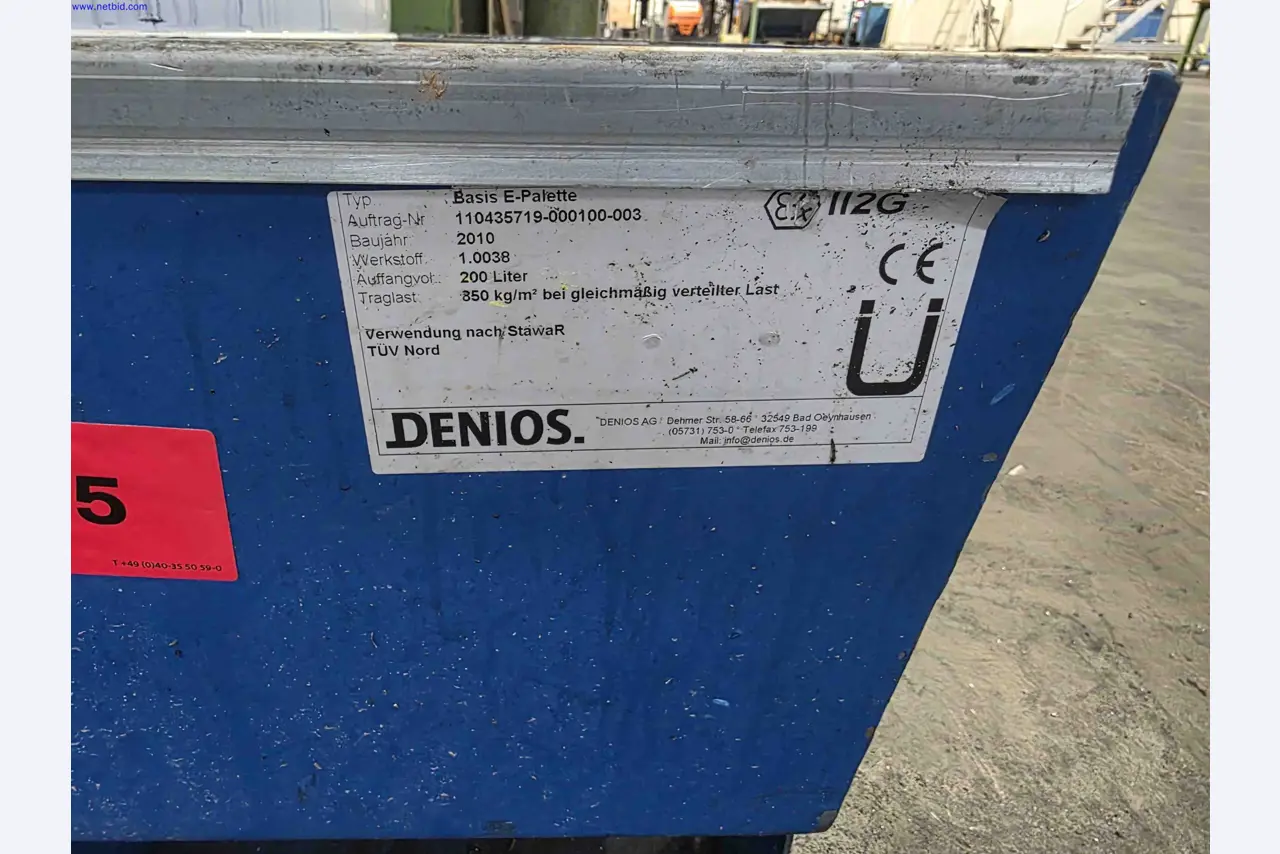 www.netbid.com
Typ.: Basis E-Palette
Auftrag-Nr 110435719-000100-003
Baujahr 2010
Werkstoff: 1.0038
Auffangvol.: 200 Liter
Traglast: 850 kg/m² bei gleichmäßig verteilter Last
Verwendung nach StawaR
TÜV Nord
Ex II2G
CE
Ü
DENIOS.
DENIOS AG * Dehmer Str. 58-66 * 32549 Bad Oeynhausen
(05731) 753-0 * Telefax 753-199
Mail: info@denios.de
5
T +49 (0)40-35 50 59-0